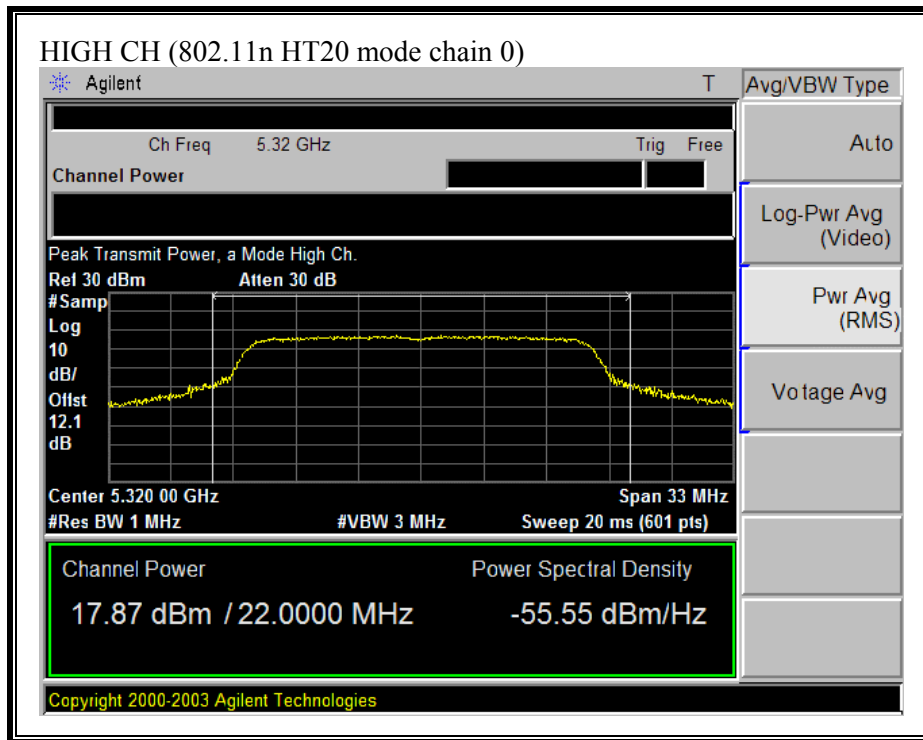 HIGH CH (802.11n HT20 mode chain 0)
Agilent T
Avg/VBW Type
Ch Freq 5.32 GHz Trig Free
Channel Power
Auto
Log-Pwr Avg
(Video)
Pwr Avg
(RMS)
Votage Avg
Peak Transmit Power, a Mode High Ch.
Ref 30 dBm Atten 30 dB
#Samp
Log
10
dB/
Offst
12.1
dB
Center 5.320 00 GHz Span 33 MHz
#Res BW 1 MHz #VBW 3 MHz Sweep 20 ms (601 pts)
Channel Power Power Spectral Density
17.87 dBm / 22.0000 MHz -55.55 dBm/Hz
Copyright 2000-2003 Agilent Technologies